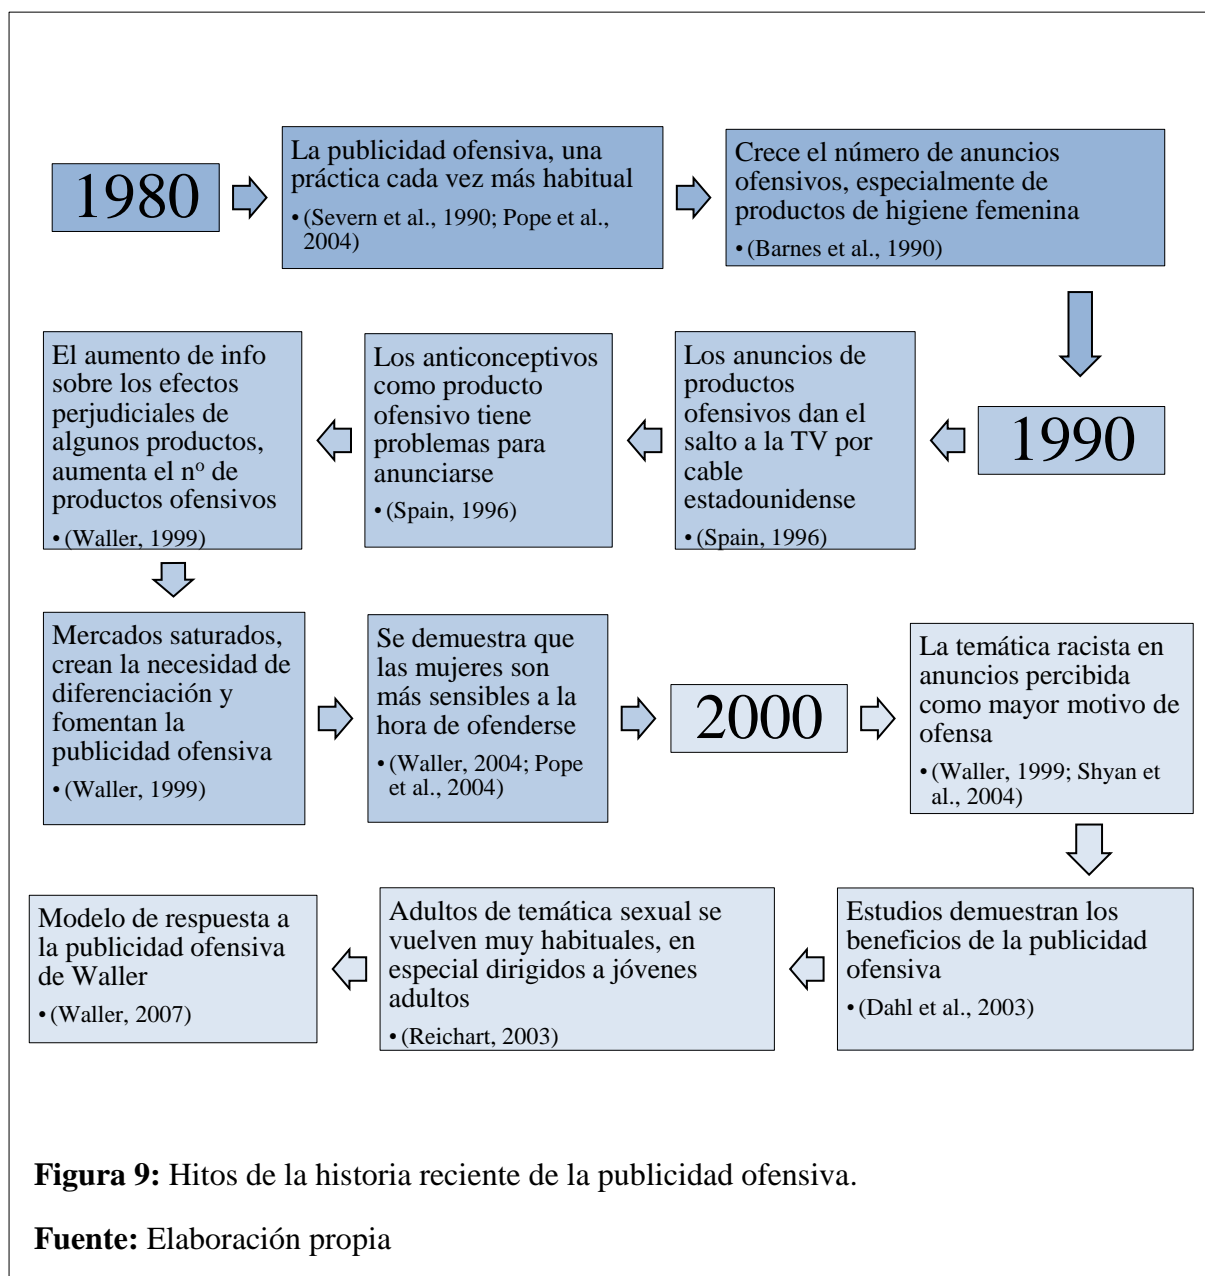 1980
La publicidad ofensiva, una
práctica cada vez más habitual
• (Severn et al., 1990; Pope et al.,
2004)
Crece el número de anuncios
ofensivos, especialmente de
productos de higiene femenina
• (Barnes et al., 1990)
1990
Los anuncios de
productos
ofensivos dan el
salto a la TV por
cable
estadounidense
• (Spain, 1996)
Los anticonceptivos
como producto
ofensivo tiene
problemas para
anunciarse
• (Spain, 1996)
El aumento de info
sobre los efectos
perjudiciales de
algunos productos,
aumenta el nº de
productos ofensivos
• (Waller, 1999)
Mercados saturados,
crean la necesidad de
diferenciación y
fomentan la
publicidad ofensiva
• (Waller, 1999)
Se demuestra que
las mujeres son
más sensibles a la
hora de ofenderse
• (Waller, 2004; Pope
et al., 2004)
2000
La temática racista en
anuncios percibida
como mayor motivo de
ofensa
• (Waller, 1999; Shyan et
al., 2004)
Estudios demuestran los
beneficios de la publicidad
ofensiva
• (Dahl et al., 2003)
Adultos de temática sexual se
vuelven muy habituales, en
especial dirigidos a jóvenes
adultos
• (Reichart, 2003)
Modelo de respuesta a
la publicidad ofensiva
de Waller
• (Waller, 2007)
Figura 9: Hitos de la historia reciente de la publicidad ofensiva.
Fuente: Elaboración propia